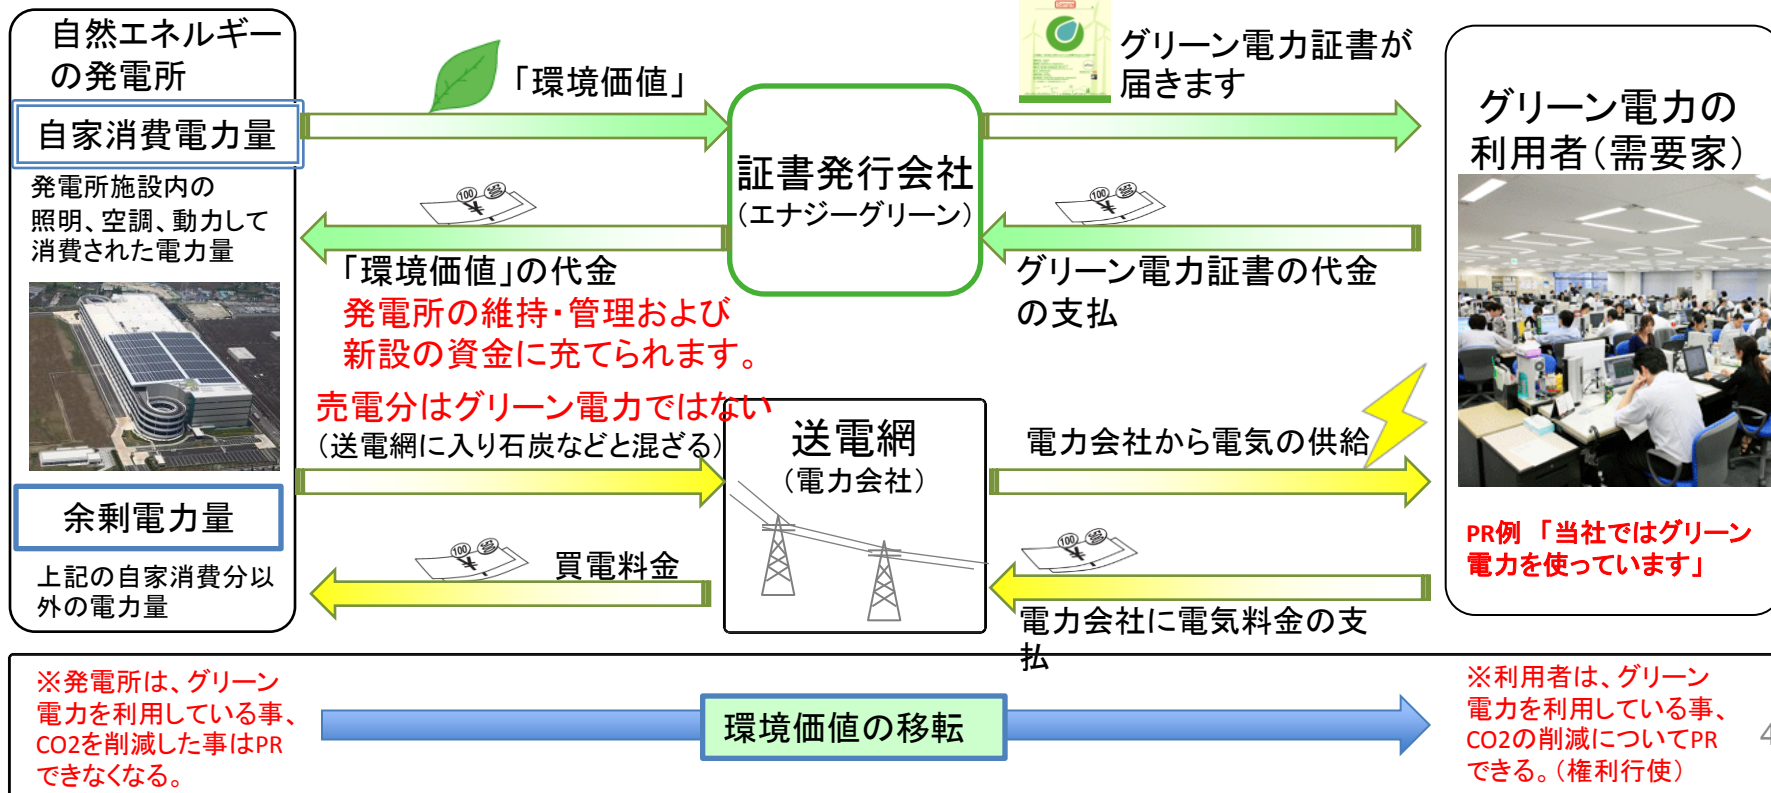 自然エネルギー
の発電所
自家消費電力量
発電所施設内の
照明、空調、動力して
消費された電力量
余剰電力量
上記の自家消費分以
外の電力量
「環境価値」
「環境価値」の代金
発電所の維持・管理および
新設の資金に充てられます。
売電分はグリーン電力ではない
（送電網に入り石炭などと混ざる）
100
¥
買電料金
100
証書発行会社
（エナジーグリーン）
送電網
（電力会社）
グリーン電力証書が
届きます
100
¥
グリーン電力証書の代金
の支払
電力会社から電気の供給
100
¥
電力会社に電気料金の支
払
グリーン電力の
利用者（需要家）
PR例　「当社ではグリーン
電力を使っています」
※発電所は、グリーン
電力を利用している事、
CO2を削減した事はPR
できなくなる。
環境価値の移転
※利用者は、グリーン
電力を利用している事、
CO2の削減についてPR
できる。（権利行使）
4